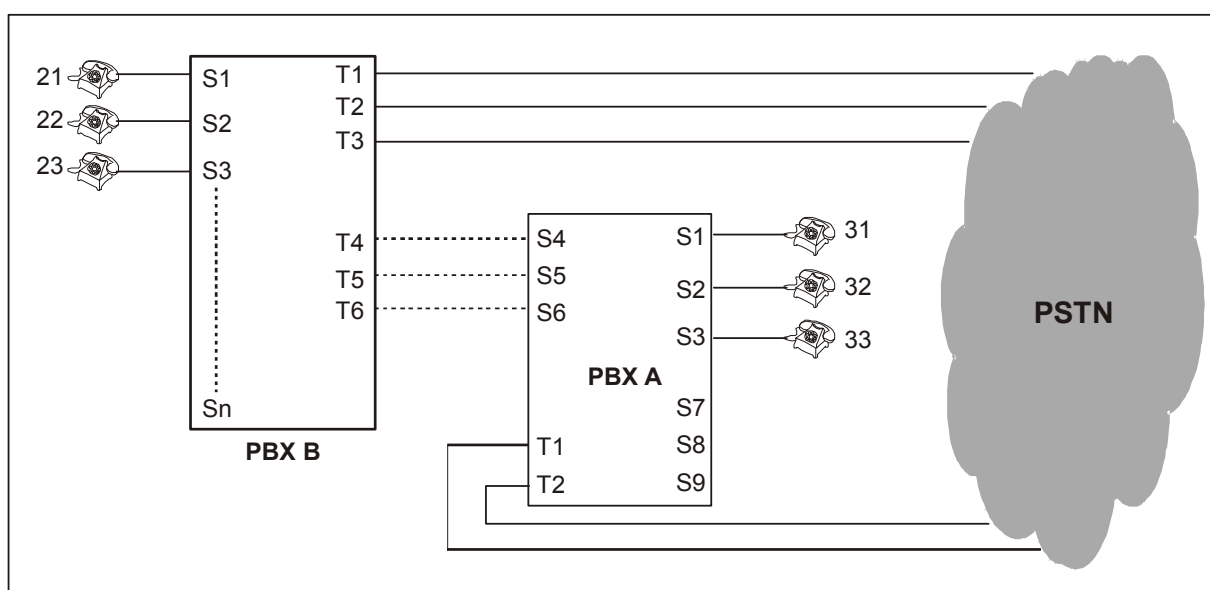 21
22
23
S1
S2
S3
Sn
T1
T2
T3
T4
T5
T6
PBX B
S4
S5
S6
PBX A
T1
T2
S1
S2
S3
S7
S8
S9
31
32
33
PSTN